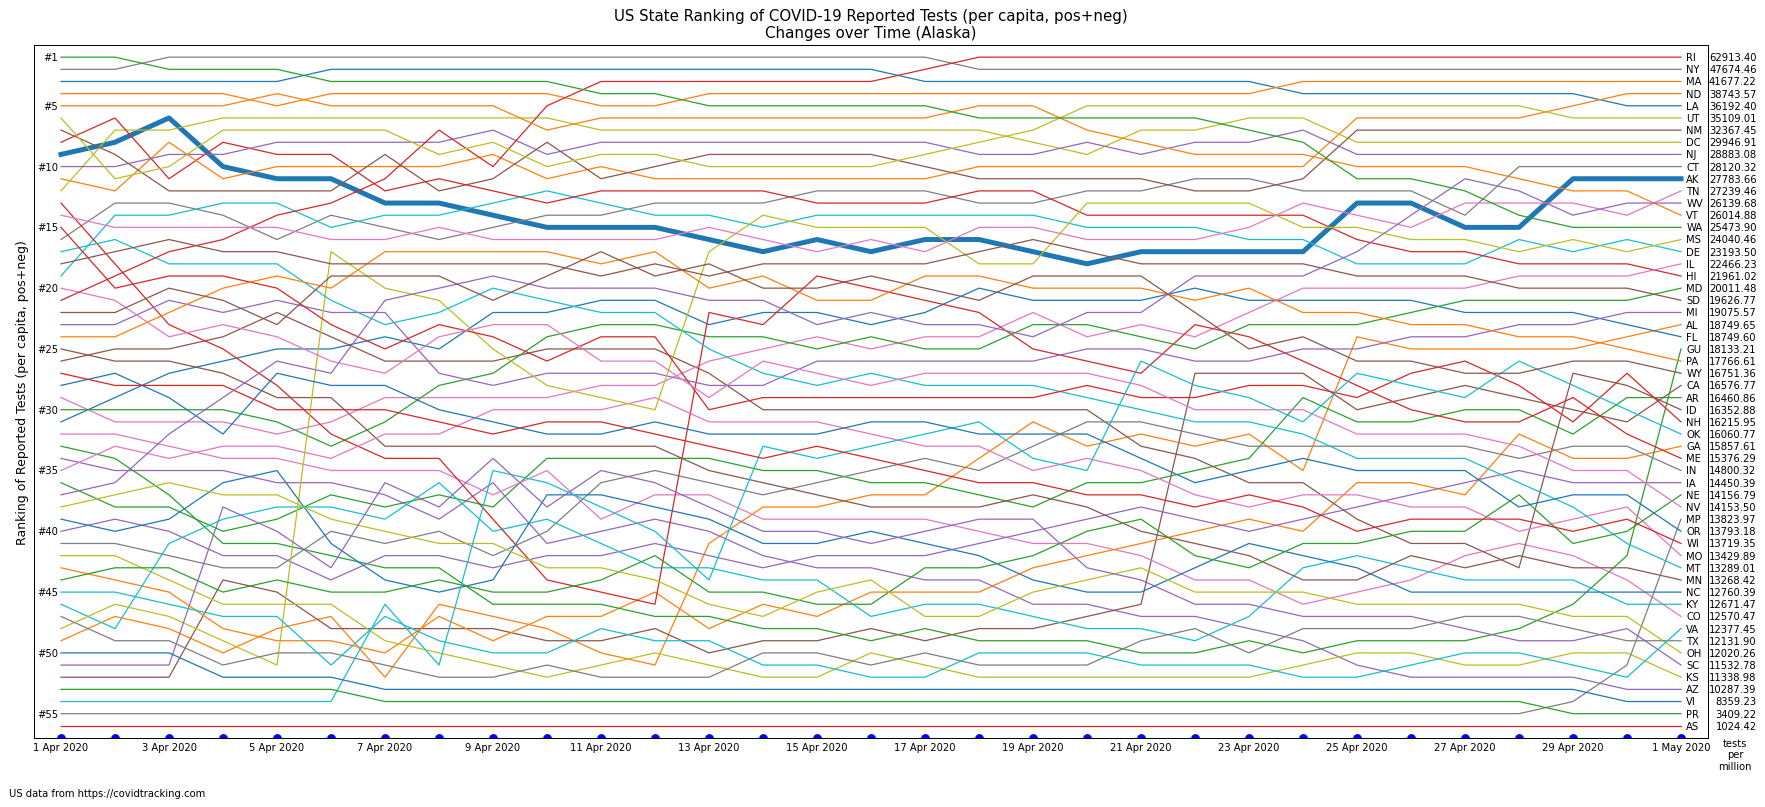 US State Ranking of COVID-19 Reported Tests (per capita, pos+neg)
Changes over Time (Alaska)
Ranking of Reported Tests (per capita, pos+neg)
#1
#5
#10
#15
#20
#25
#30
#35
#40
#45
#50
#55
RI 62913.40
NY 47674.46
MA 41677.22
ND 38743.57
LA 36192.40
UT 35109.01
NM 32367.45
DC 29946.91
NJ 28883.08
CT 28120.32
AK 27783.66
TN 27239.46
WV 26139.68
VT 26014.88
WA 25473.90
MS 24040.46
DE 23193.50
IL 22466.23
HI 21961.02
MD 20011.48
SD 19626.77
MI 19075.57
AL 18749.65
FL 18749.60
GU 18133.21
PA 17766.61
WY 16751.36
CA 16576.77
AR 16460.86
ID 16352.88
NH 16215.95
OK 16060.77
GA 15857.61
ME 15376.29
IN 14800.32
IA 14450.39
NE 14156.79
NV 14153.50
MP 13823.97
OR 13793.18
WI 13719.35
MO 13429.89
MT 13289.01
MN 13268.42
NC 12760.39
KY 12671.47
CO 12570.47
VA 12377.45
TX 12131.90
OH 12020.26
SC 11532.78
KS 11338.98
AZ 10287.39
VI 8359.23
PR 3409.22
AS 1024.42
1 Apr 2020 3 Apr 2020 5 Apr 2020 7 Apr 2020 9 Apr 2020 11 Apr 2020 13 Apr 2020 15 Apr 2020 17 Apr 2020 19 Apr 2020 21 Apr 2020 23 Apr 2020 25 Apr 2020 27 Apr 2020 29 Apr 2020 1 May 2020
tests
per
million
US data from https://covidtracking.com